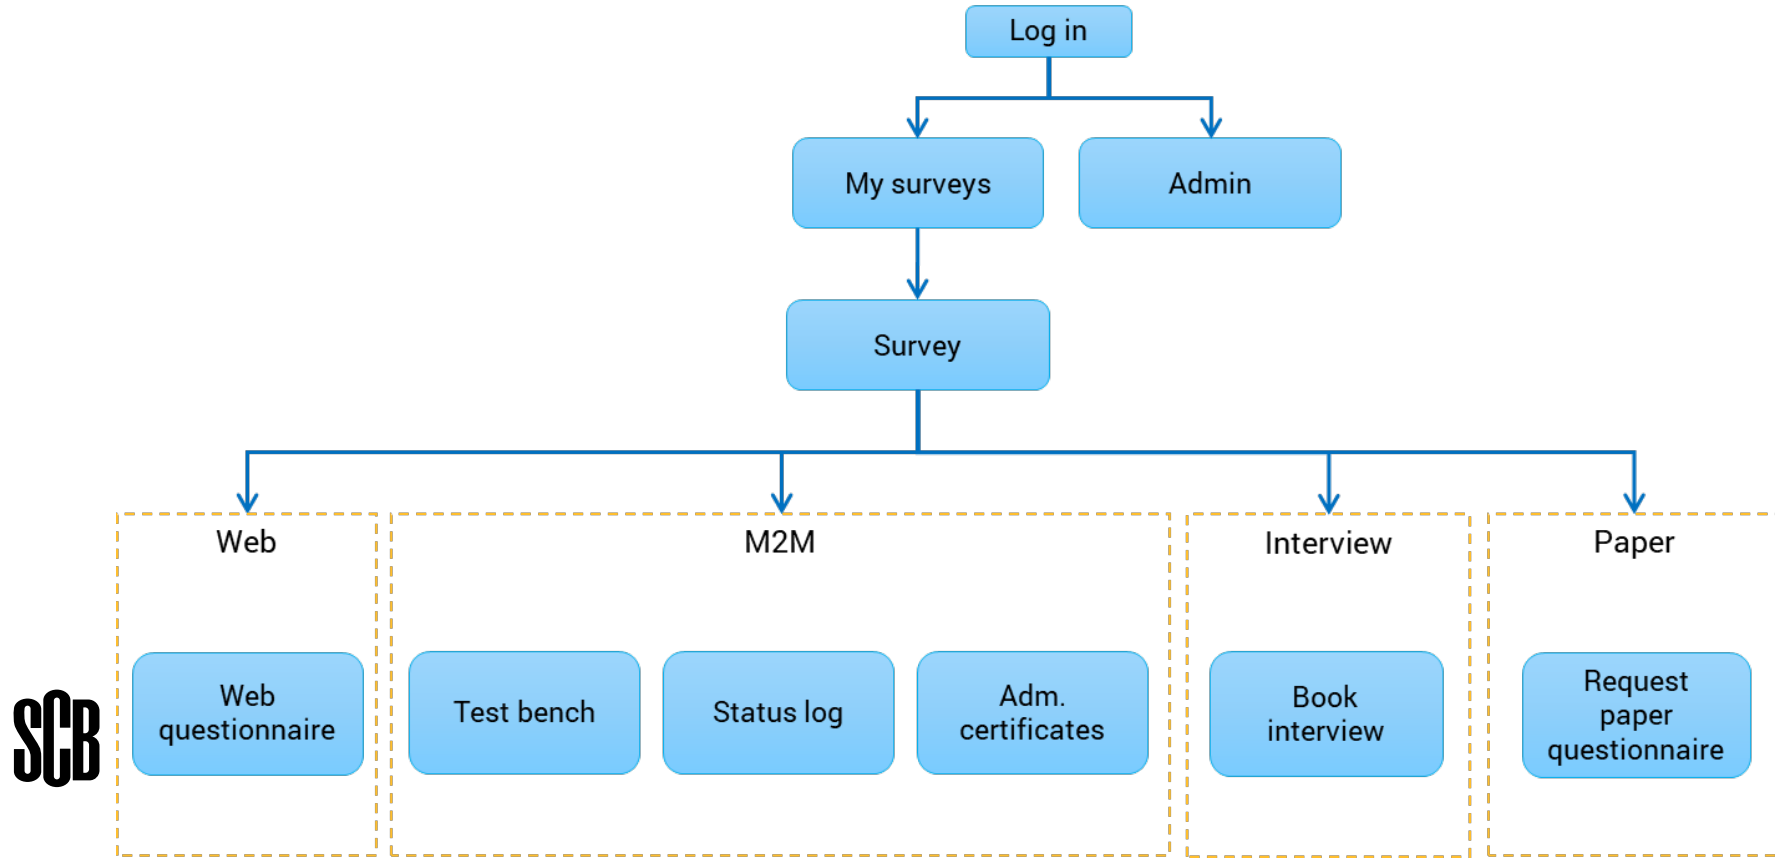 Log in
My surveys
Admin
Survey
Web
M2M
Interview
Paper
Web
questionnaire
Test bench
Status log
Adm.
certificates
Book
interview
Request
paper
questionnaire
SCB